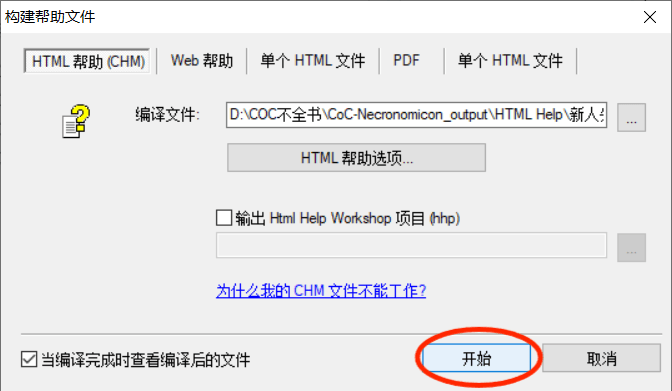 构建帮助文件
HTML 帮助 (CHM) Web 帮助 单个 HTML 文件 PDF 单个 HTML 文件
编译文件: D:\COC不全书\CoC-Necronomicon_output\HTML Help\新人 ...
HTML 帮助选项...
输出 Html Help Workshop 项目 (hhp)
...
为什么我的 CHM 文件不能工作?
当编译完成时查看编译后的文件 开始 取消